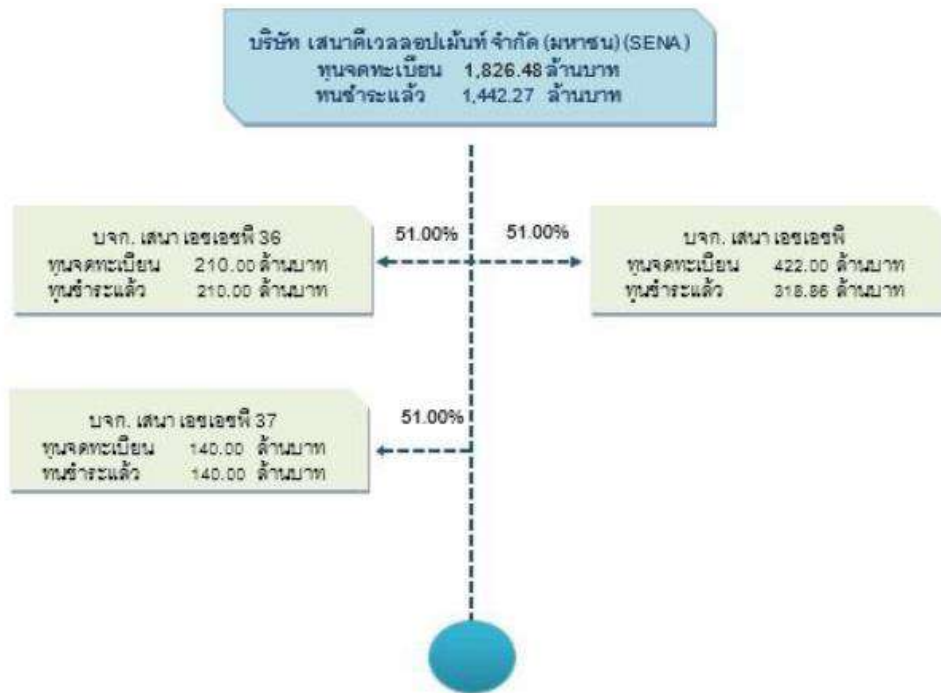 บริษัท เสนาดีเวลลอปเม้นท์ จำกัด (มหาชน) (SENA)
ทุนจดทะเบียน 1,826.48 ล้านบาท
ทุนชำระแล้ว 1,442.27 ล้านบาท
51.00% 51.00%
บจก. เสนา เอชเอชพี 36
ทุนจดทะเบียน 210.00 ล้านบาท
ทุนชำระแล้ว 210.00 ล้านบาท
บจก. เสนา เอชเอชพี
ทุนจดทะเบียน 422.00 ล้านบาท
ทุนชำระแล้ว 318.86 ล้านบาท
51.00%
บจก. เสนา เอชเอชพี 37
ทุนจดทะเบียน 140.00 ล้านบาท
ทุนชำระแล้ว 140.00 ล้านบาท